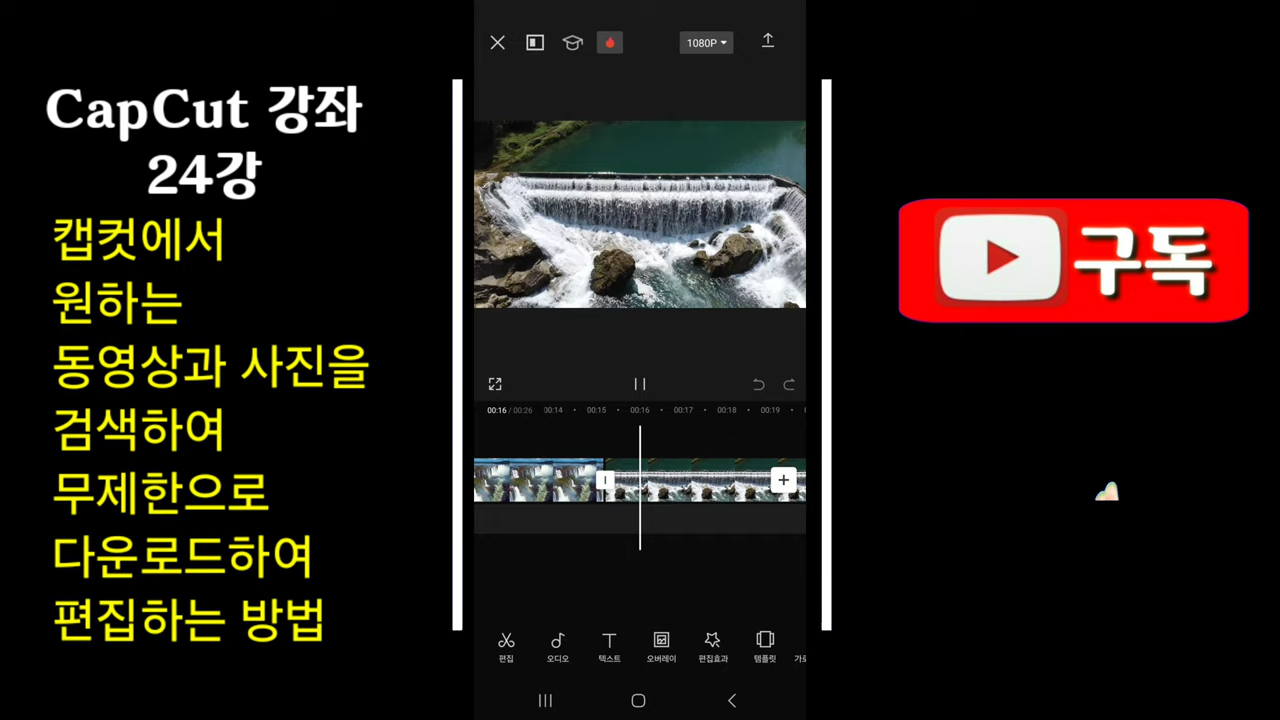 CapCut 강좌
24강
캡컷에서
원하는
동영상과 사진을
검색하여
무제한으로
다운로드하여
편집하는 방법
1080P
00:16 / 00:26 00:14 00:15 00:16 00:17 00:18 00:19
편집 오디오 텍스트 오버레이 편집효과 템플릿 가로
구독